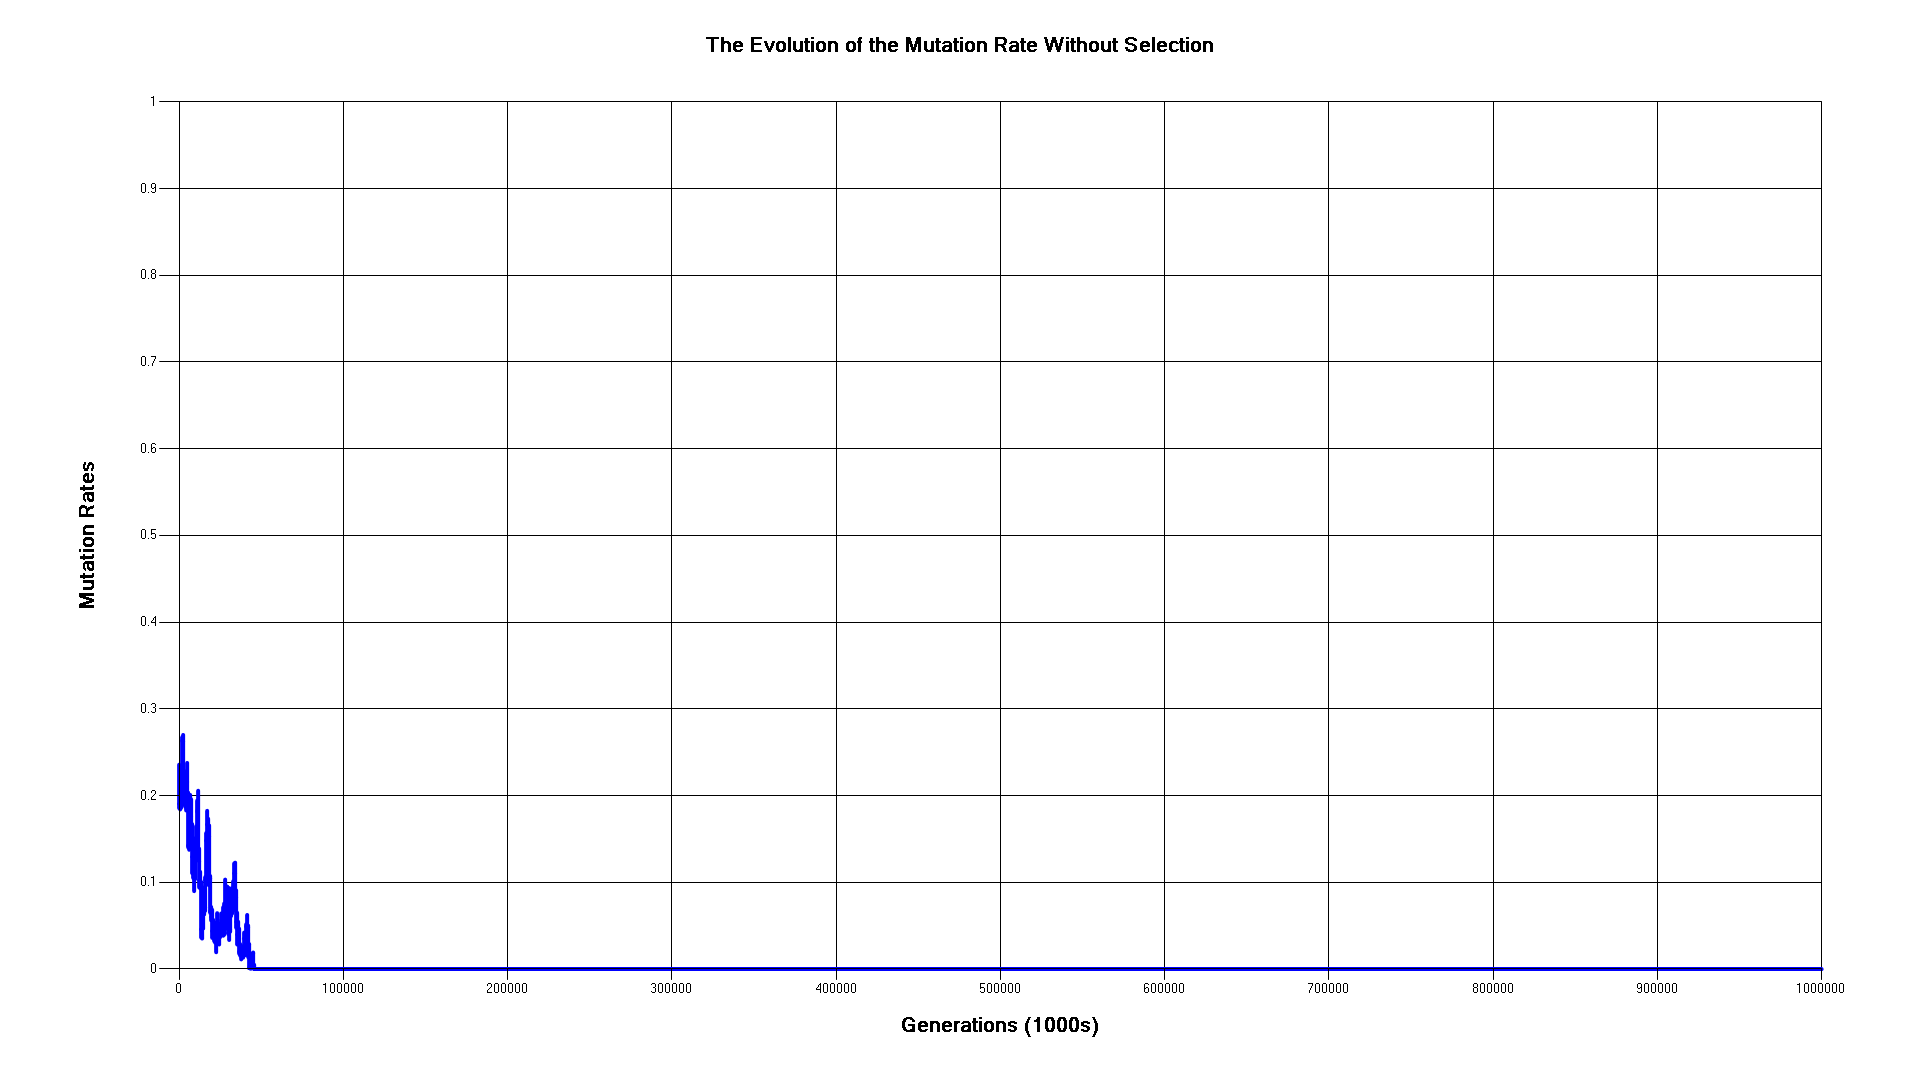 The Evolution of the Mutation Rate Without Selection
1
0.9
0.8
0.7
0.6
0.5
0.4
0.3
0.2
0.1
0
Mutation Rates
0 100000 200000 300000 400000 500000 600000 700000 800000 900000 1000000
Generations (1000s)